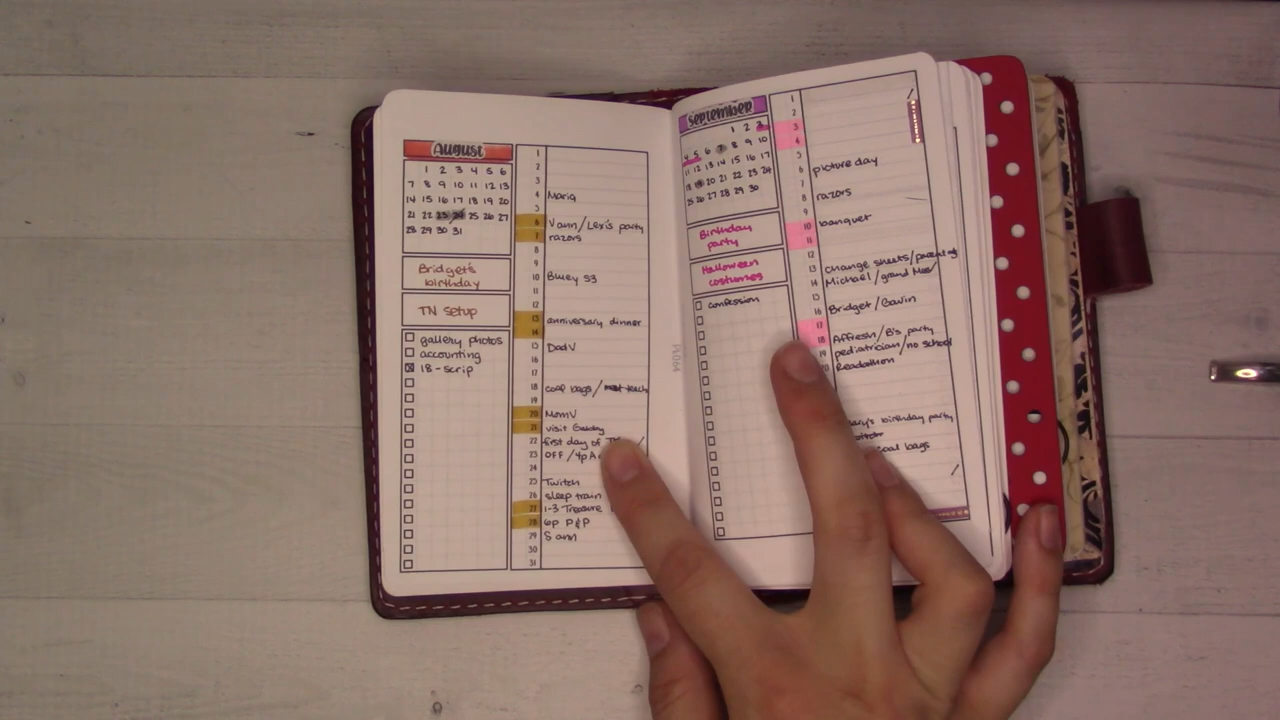 August
1 2 3 4 5 6
7 8 9 10 11 12 13
14 15 16 17 18 19 20
21 22 23 24 25 26 27
28 29 30 31
Bridget's
birthday
TN setup
gallery photos
accounting
18-scrip
1
2
3
4 Maria
5
6 Vann/Lexi's party
7 razors
8
9
10 Bluey S3
11
12
13 anniversary dinner
14
15 DadV
16
17
18 coop bags/
19
20 MomV
21 visit
22 first day of
23 OFF/4p
24
25 Twitch
26 sleep train
27 1-3 Treasure
28 6p P&P
29 Sann
30
31
September
1 2 3
4 5 6 7 8 9 10
11 12 13 14 15 16 17
18 19 20 21 22 23 24
25 26 27 28 29 30
Birthday
party
Halloween
costumes
confession
1
2
3
4
5
6 picture day
7
8 razors
9
10 banquet
11
12
13 change sheets/
14 Michael/grand
15
16 Bridget/Gavin
17
18 Affresh/B's party
19 pediatrician/no school
Readathon
birthday party
bags